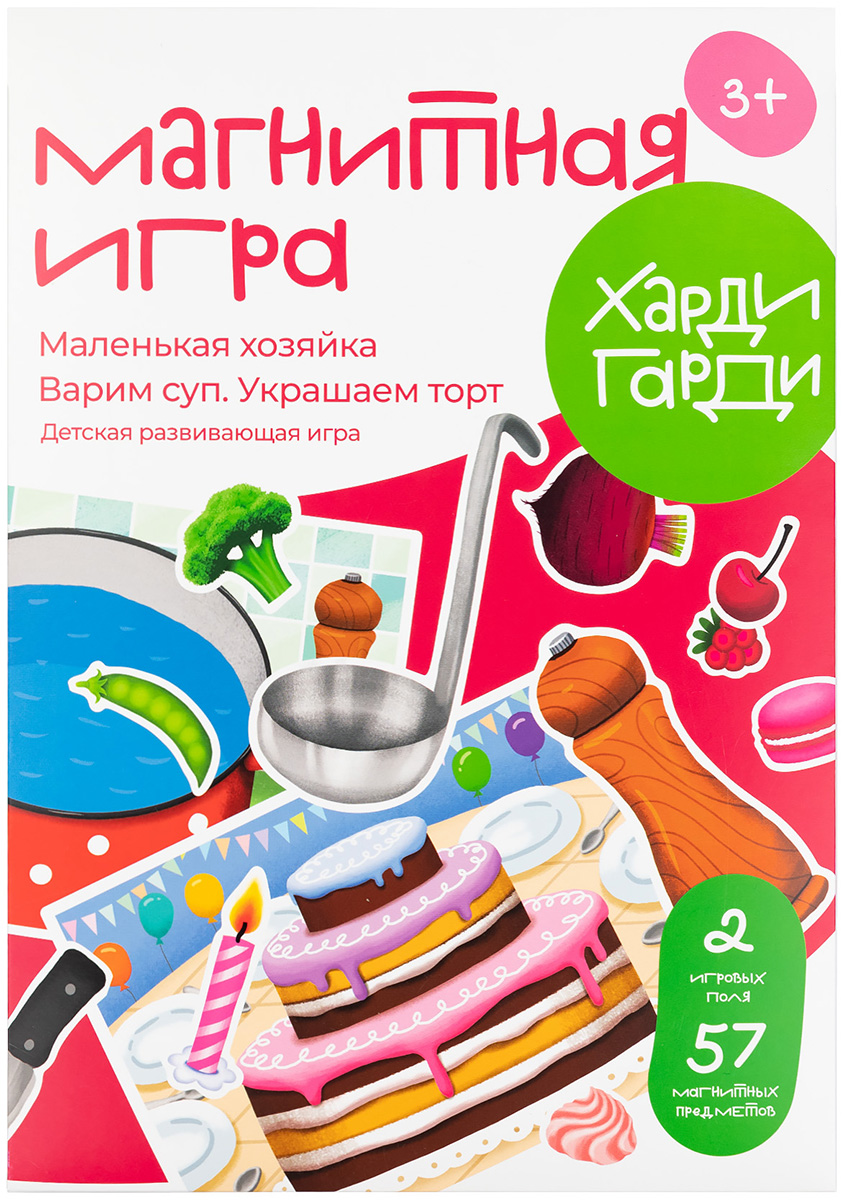 3+
магнитная
игра
Харди
Гарди
Маленькая хозяйка
Варим суп. Украшаем торт
Детская развивающая игра
2
игровых
поля
57
магнитных
предметов